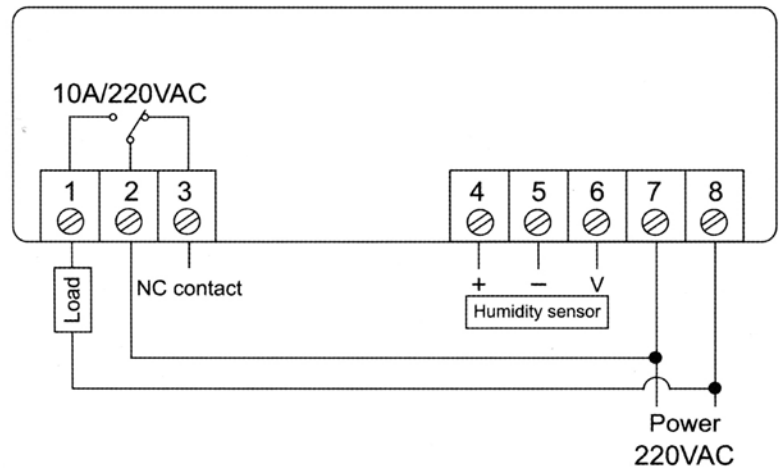 10A/220VAC
1 2 3
4 5 6 7 8
NC contact
Load
+ − V
Humidity sensor
Power
220VAC